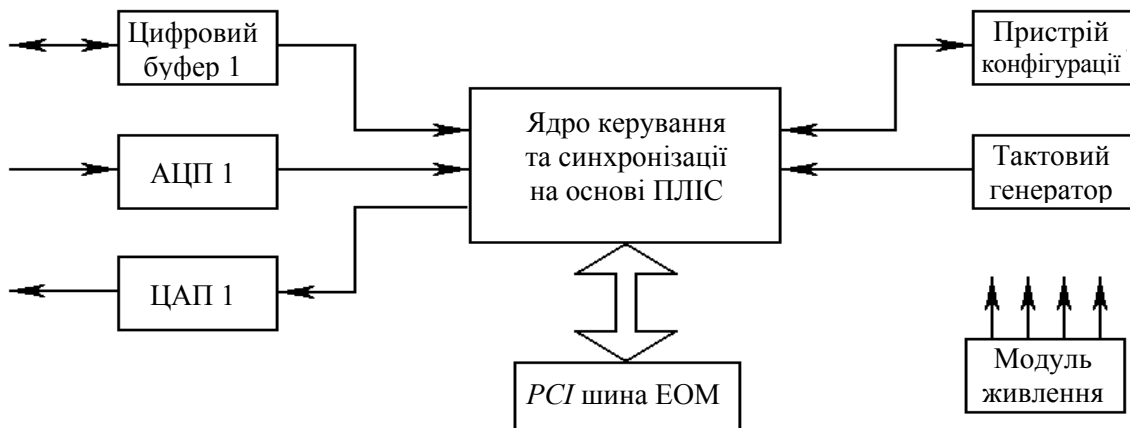 Цифровий
буфер 1
АЦП 1
ЦАП 1
Ядро керування
та синхронізації
на основі ПЛІС
PCI шина ЕОМ
Пристрій
конфігурації
Тактовий
генератор
Модуль
живлення